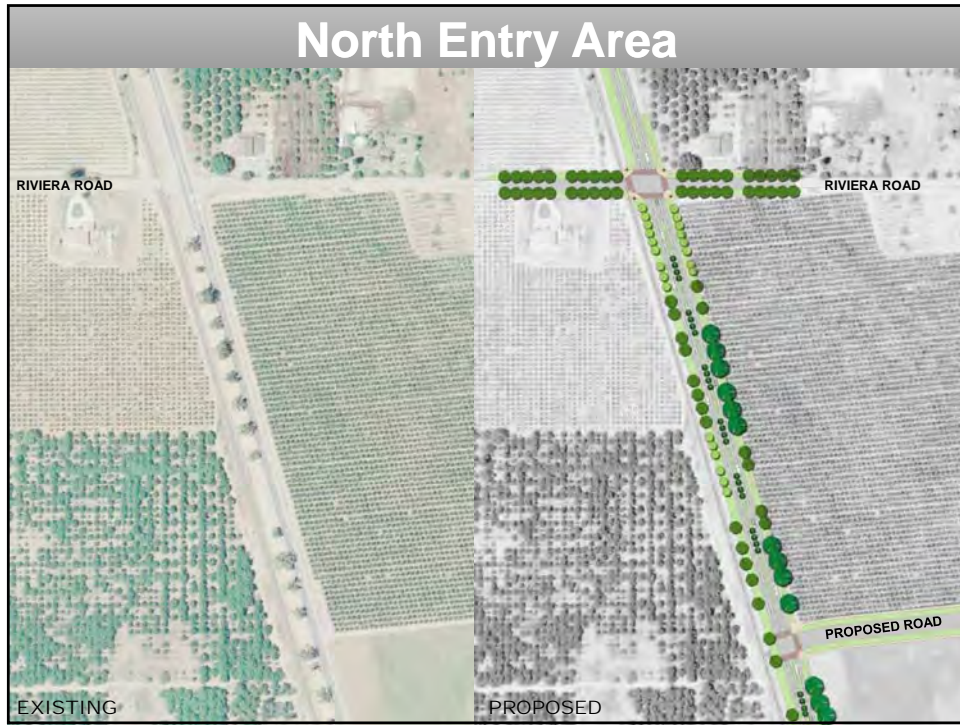 North Entry Area
RIVIERA ROAD
RIVIERA ROAD
PROPOSED ROAD
EXISTING
PROPOSED